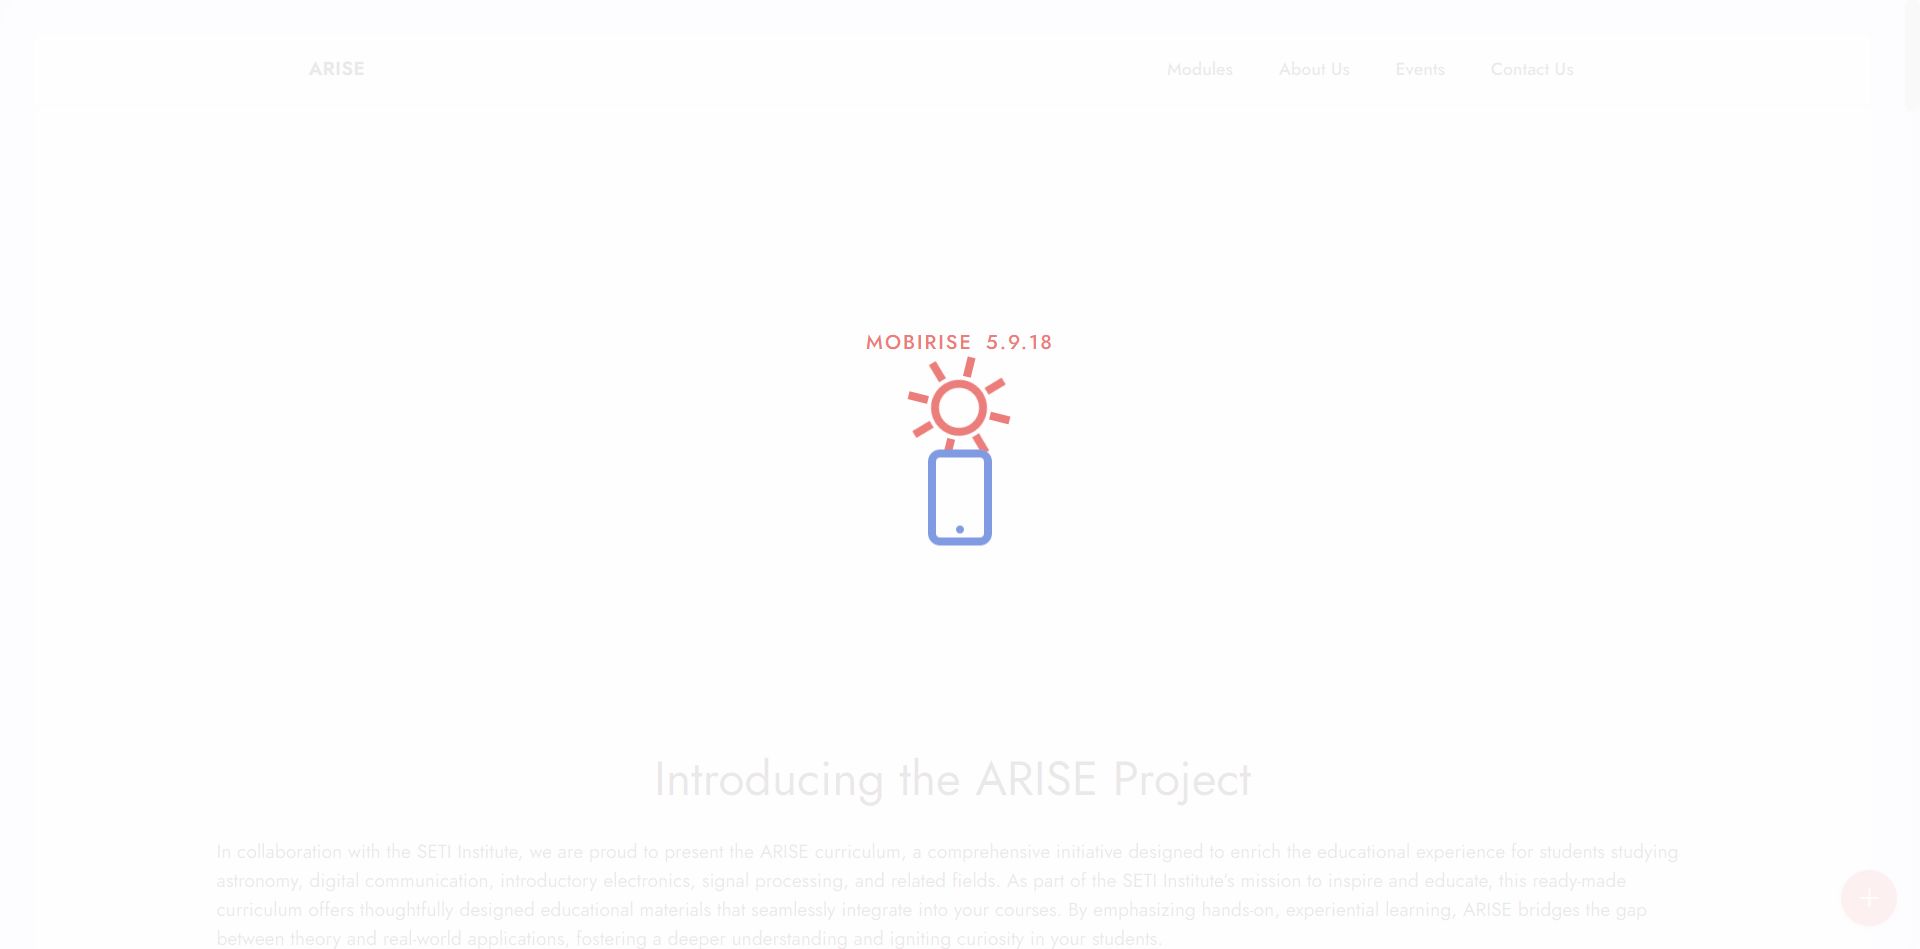 ARISE
Modules About Us Events Contact Us
MOBIRISE 5.9.18
Introducing the ARISE Project
In collaboration with the SETI Institute, we are proud to present the ARISE curriculum, a comprehensive initiative designed to enrich the educational experience for students studying
astronomy, digital communication, introductory electronics, signal processing, and related fields. As part of the SETI Institute's mission to inspire and educate, this ready-made
curriculum offers thoughtfully designed educational materials that seamlessly integrate into your courses. By emphasizing hands-on, experiential learning, ARISE bridges the gap
between theory and real-world applications, fostering a deeper understanding and igniting curiosity in your students.